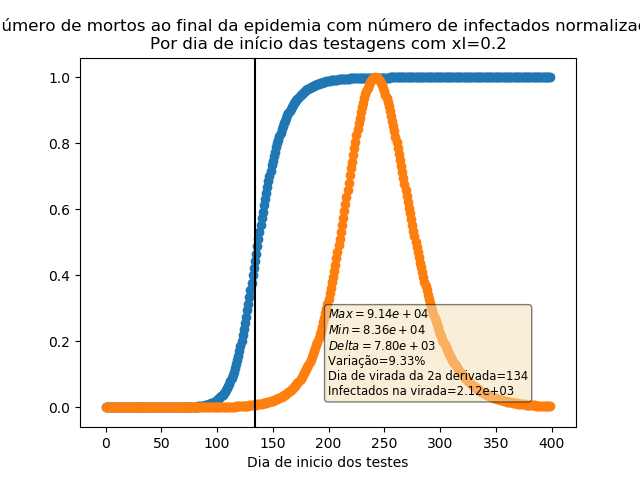 úmero de mortos ao final da epidemia com número de infectados normaliza
Por dia de início das testagens com xl=0.2
1.0
0.8
0.6
0.4
0.2
0.0
Max = 9.14e + 04
Min = 8.36e + 04
Delta = 7.80e + 03
Variação=9.33%
Dia de virada da 2a derivada=134
Infectados na virada=2.12e+03
0 50 100 150 200 250 300 350 400
Dia de inicio dos testes